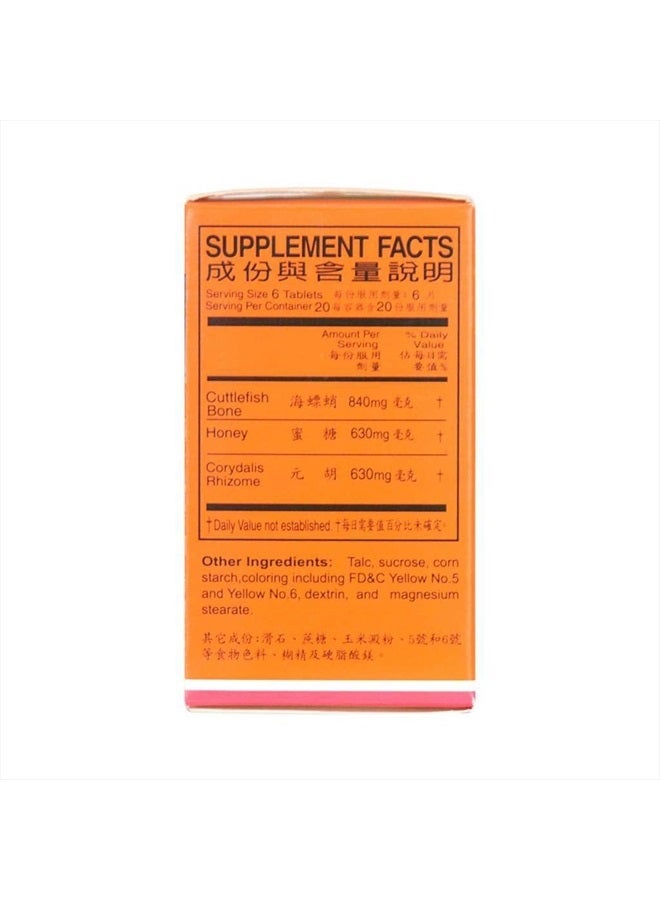 SUPPLEMENT FACTS
成份與含量說明
Serving Size 6 Tablets 每份服用劑量: 6 片
Serving Per Container 20 每容器含20份服用劑量
Amount Per % Daily
Serving Value
每份服用 估每日需
劑量 要值%
Cuttlefish Bone 海螵蛸 840mg 毫克 †
Honey 蜜糖 630mg 毫克 †
Corydalis Rhizome 元胡 630mg 毫克 †
†Daily Value not established. †每日需要值百分比未確定。
Other Ingredients: Talc, sucrose, corn
starch,coloring including FD&C Yellow No.5
and Yellow No.6, dextrin, and magnesium
stearate.
其它成份:滑石、蔗糖、玉米澱粉、5號和6號
等食物色料、糊精及硬脂酸鎂。